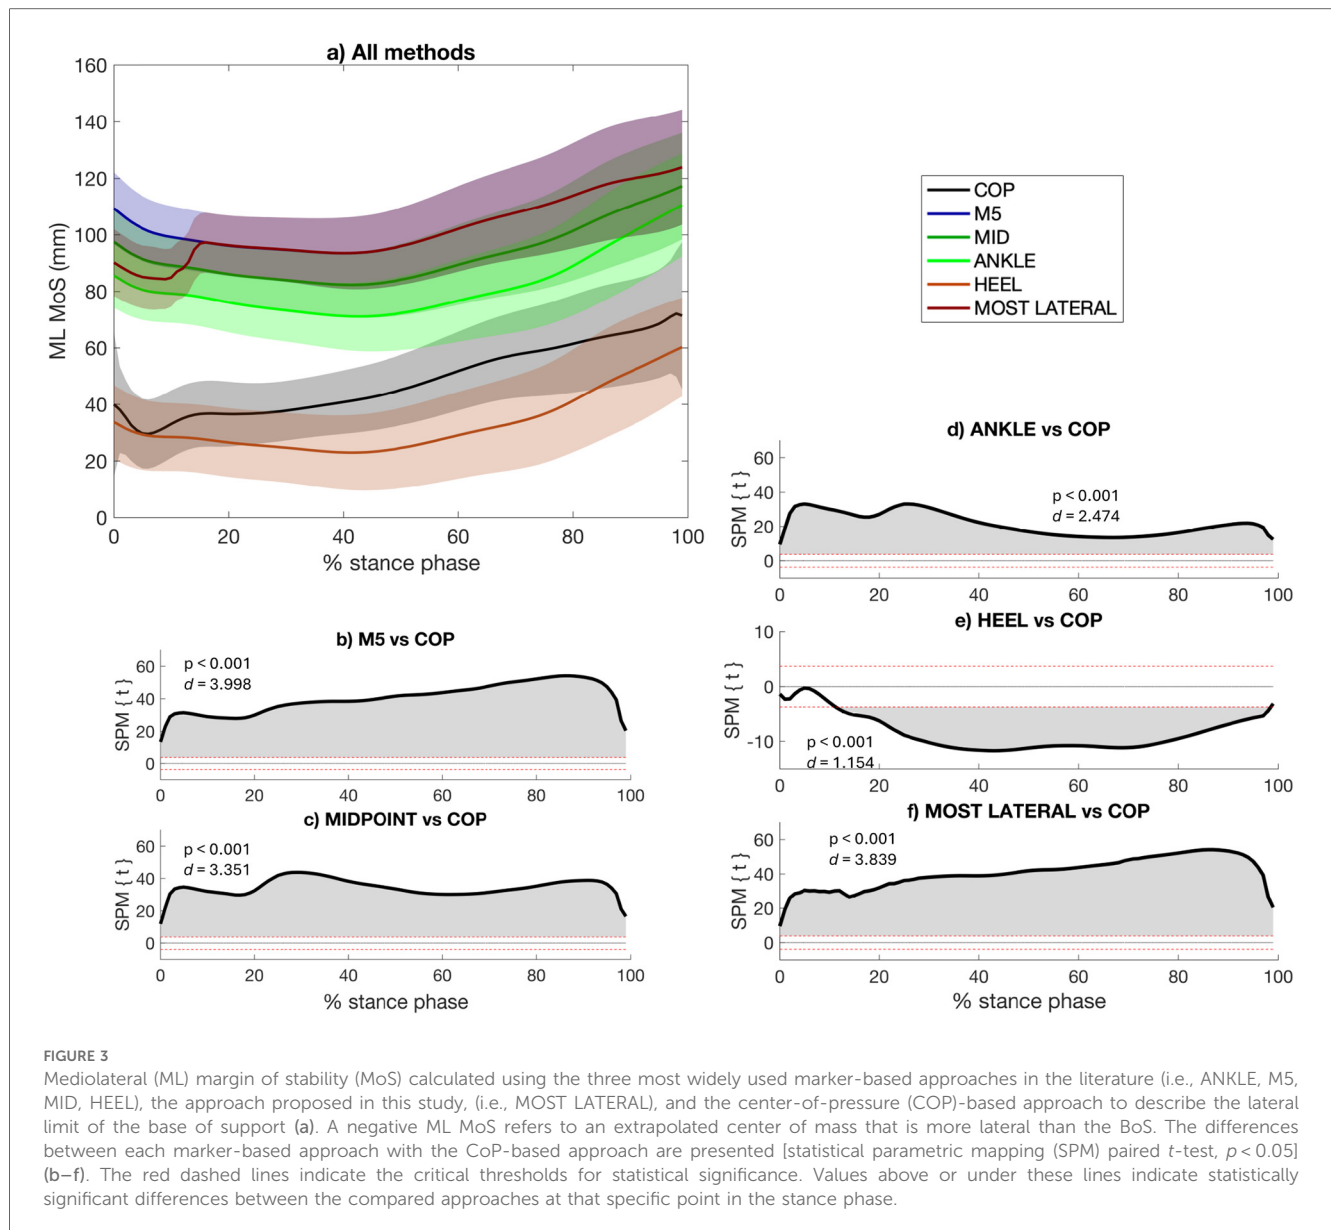 a) All methods
160
140
120
100
80
60
40
20
0
ML MoS (mm)
0 20 40 60 80 100
% stance phase
COP
M5
MID
ANKLE
HEEL
MOST LATERAL
b) M5 vs COP
p < 0.001
d = 3.998
60
40
20
0
SPM { t }
0 20 40 60 80 100
c) MIDPOINT vs COP
p < 0.001
d = 3.351
60
40
20
0
SPM { t }
0 20 40 60 80 100
% stance phase
d) ANKLE vs COP
p < 0.001
d = 2.474
60
40
20
0
SPM { t }
0 20 40 60 80 100
e) HEEL vs COP
10
0
-10
SPM { t }
p < 0.001
d = 1.154
0 20 40 60 80 100
f) MOST LATERAL vs COP
p < 0.001
d = 3.839
60
40
20
0
SPM { t }
0 20 40 60 80 100
% stance phase
FIGURE 3
Mediolateral (ML) margin of stability (MoS) calculated using the three most widely used marker-based approaches in the literature (i.e., ANKLE, M5,
MID, HEEL), the approach proposed in this study, (i.e., MOST LATERAL), and the center-of-pressure (COP)-based approach to describe the lateral
limit of the base of support (a). A negative ML MoS refers to an extrapolated center of mass that is more lateral than the BoS. The differences
between each marker-based approach with the CoP-based approach are presented [statistical parametric mapping (SPM) paired t-test, p < 0.05]
(b–f). The red dashed lines indicate the critical thresholds for statistical significance. Values above or under these lines indicate statistically
significant differences between the compared approaches at that specific point in the stance phase.